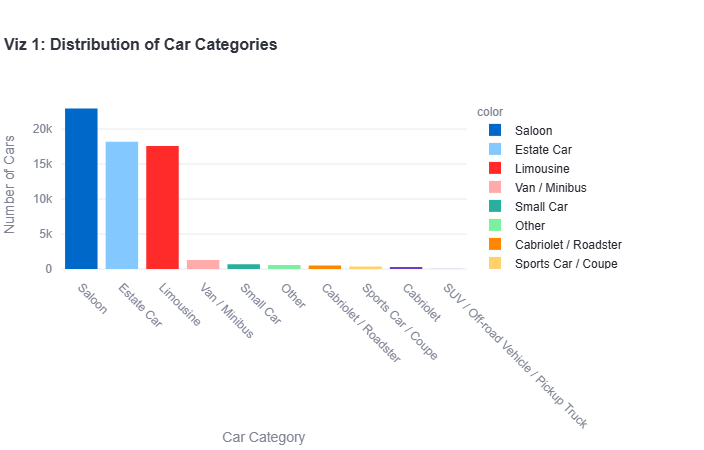 Viz 1: Distribution of Car Categories
Number of Cars
20k
15k
10k
5k
0
Saloon
Estate Car
Limousine
Van / Minibus
Small Car
Other
Cabriolet / Roadster
Sports Car / Coupe
Cabriolet
SUV / Off-road Vehicle / Pickup Truck
Car Category
color
Saloon
Estate Car
Limousine
Van / Minibus
Small Car
Other
Cabriolet / Roadster
Sports Car / Coupe